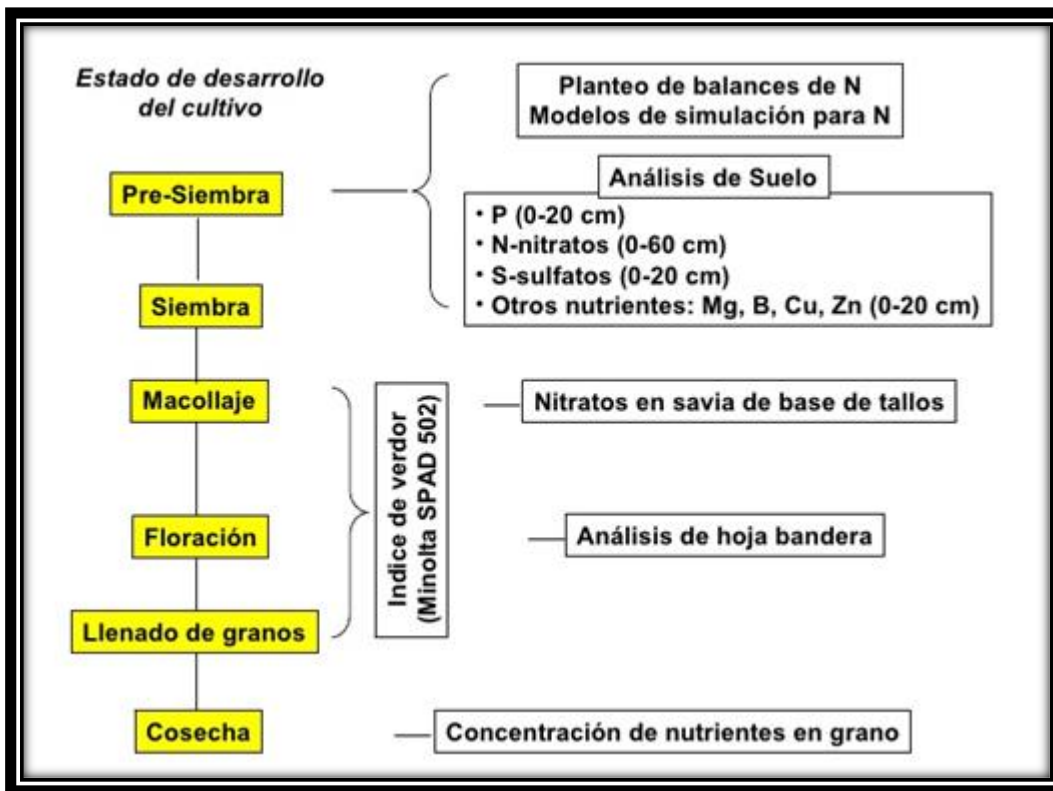 Estado de desarrollo
del cultivo
Planteo de balances de N
Modelos de simulación para N
Pre-Siembra
Análisis de Suelo
• P (0-20 cm)
• N-nitratos (0-60 cm)
• S-sulfatos (0-20 cm)
• Otros nutrientes: Mg, B, Cu, Zn (0-20 cm)
Siembra
Macollaje
Indice de verdor
(Minolta SPAD 502)
Nitratos en savia de base de tallos
Floración
Análisis de hoja bandera
Llenado de granos
Cosecha
Concentración de nutrientes en grano